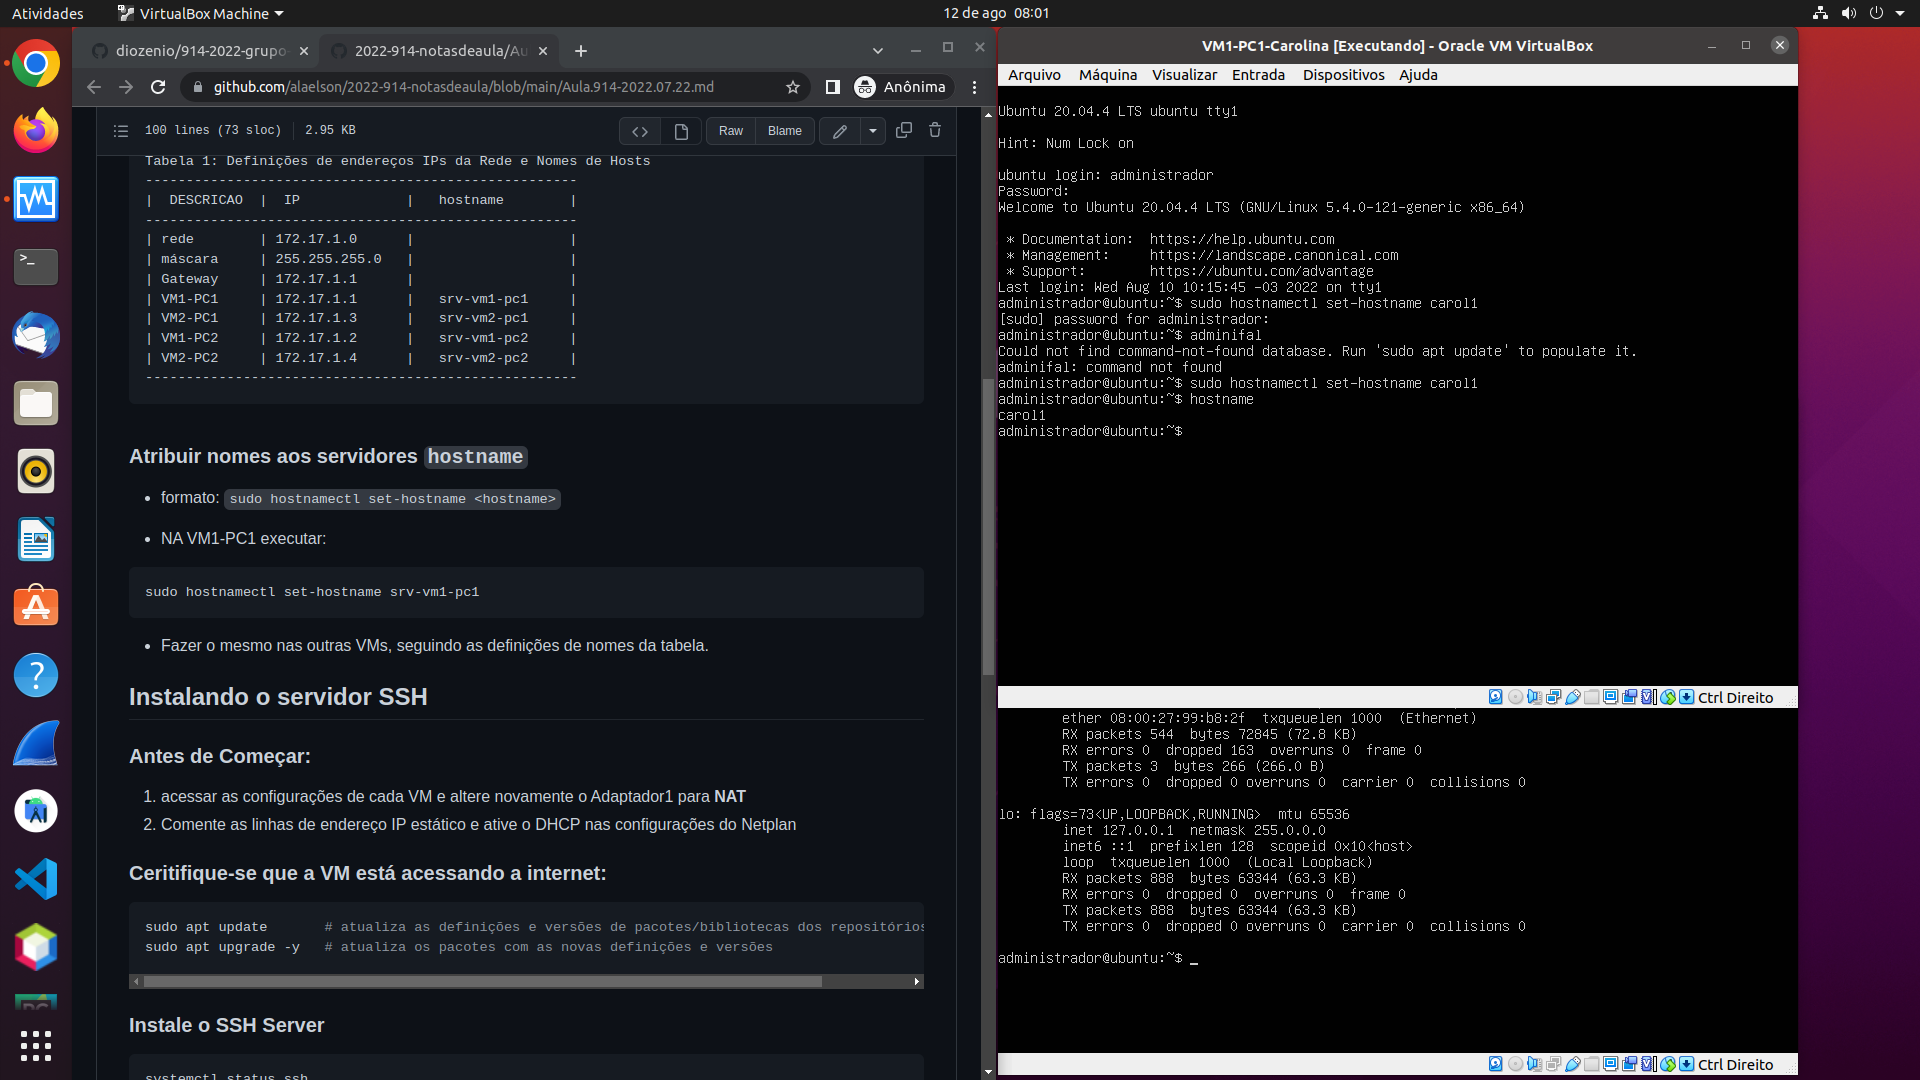 Atividades
VirtualBox Machine
12 de ago 08:01
diozenio/914-2022-grupo-
2022-914-notasdeaula/Au
github.com/alaelson/2022-914-notasdeaula/blob/main/Aula.914-2022.07.22.md
Anônima
100 lines (73 sloc) 2.95 KB
Raw
Blame
Tabela 1: Definições de endereços IPs da Rede e Nomes de Hosts
-----------------------------------------------------
| DESCRICAO | IP | hostname |
-----------------------------------------------------
| rede | 172.17.1.0 | |
| máscara | 255.255.255.0 | |
| Gateway | 172.17.1.1 | |
| VM1-PC1 | 172.17.1.1 | srv-vm1-pc1 |
| VM2-PC1 | 172.17.1.3 | srv-vm2-pc1 |
| VM1-PC2 | 172.17.1.2 | srv-vm1-pc2 |
| VM2-PC2 | 172.17.1.4 | srv-vm2-pc2 |
-----------------------------------------------------
Atribuir nomes aos servidores hostname
• formato: sudo hostnamectl set-hostname <hostname>
• NA VM1-PC1 executar:
sudo hostnamectl set-hostname srv-vm1-pc1
• Fazer o mesmo nas outras VMs, seguindo as definições de nomes da tabela.
Instalando o servidor SSH
Antes de Começar:
1. acessar as configurações de cada VM e altere novamente o Adaptador1 para NAT
2. Comente as linhas de endereço IP estático e ative o DHCP nas configurações do Netplan
Ceritifique-se que a VM está acessando a internet:
sudo apt update # atualiza as definições e versões de pacotes/bibliotecas dos repositórios
sudo apt upgrade -y # atualiza os pacotes com as novas definições e versões
Instale o SSH Server
systemctl status ssh
VM1-PC1-Carolina [Executando] - Oracle VM VirtualBox
Arquivo Máquina Visualizar Entrada Dispositivos Ajuda
Ubuntu 20.04.4 LTS ubuntu tty1
Hint: Num Lock on
ubuntu login: administrador
Password:
Welcome to Ubuntu 20.04.4 LTS (GNU/Linux 5.4.0-121-generic x86_64)
* Documentation: https://help.ubuntu.com
* Management: https://landscape.canonical.com
* Support: https://ubuntu.com/advantage
Last login: Wed Aug 10 10:15:45 -03 2022 on tty1
administrador@ubuntu:~$ sudo hostnamectl set-hostname carol1
[sudo] password for administrador:
administrador@ubuntu:~$ adminifal
Could not find command-not-found database. Run 'sudo apt update' to populate it.
adminifal: command not found
administrador@ubuntu:~$ sudo hostnamectl set-hostname carol1
administrador@ubuntu:~$ hostname
carol1
administrador@ubuntu:~$
Ctrl Direito
ether 08:00:27:99:b8:2f txqueuelen 1000 (Ethernet)
RX packets 544 bytes 72845 (72.8 KB)
RX errors 0 dropped 163 overruns 0 frame 0
TX packets 3 bytes 266 (266.0 B)
TX errors 0 dropped 0 overruns 0 carrier 0 collisions 0
lo: flags=73<UP,LOOPBACK,RUNNING> mtu 65536
inet 127.0.0.1 netmask 255.0.0.0
inet6 ::1 prefixlen 128 scopeid 0x10<host>
loop txqueuelen 1000 (Local Loopback)
RX packets 888 bytes 63344 (63.3 KB)
RX errors 0 dropped 0 overruns 0 frame 0
TX packets 888 bytes 63344 (63.3 KB)
TX errors 0 dropped 0 overruns 0 carrier 0 collisions 0
administrador@ubuntu:~$ _
Ctrl Direito